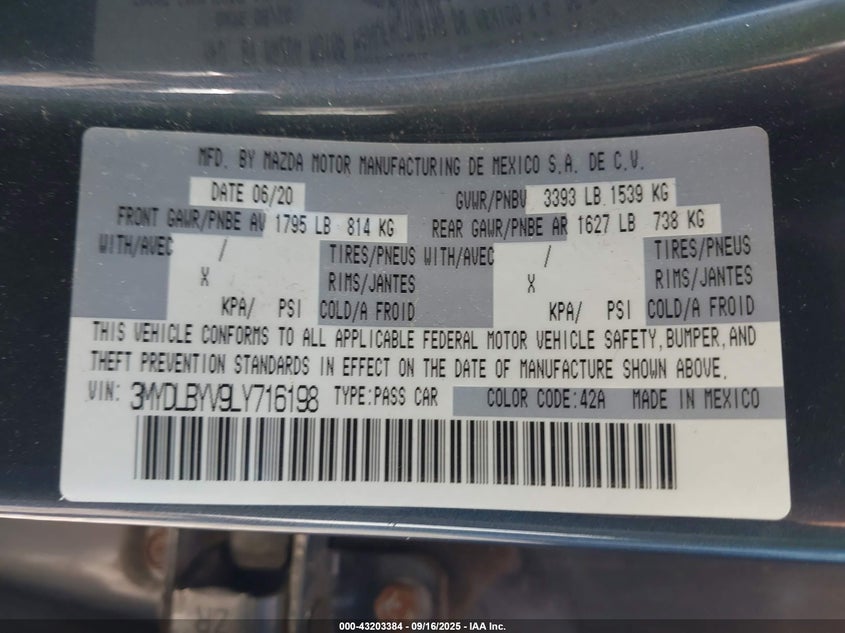 MFD. BY MAZDA MOTOR MANUFACTURING DE MEXICO S.A. DE C.V.
DATE 06/20 GVWR/PNBV 3393 LB 1539 KG
FRONT GAWR/PNBE AV 1795 LB 814 KG REAR GAWR/PNBE AR 1627 LB 738 KG
WITH/AVEC / TIRES/PNEUS WITH/AVEC / TIRES/PNEUS
X RIMS/JANTES X RIMS/JANTES
KPA/ PSI COLD/A FROID KPA/ PSI COLD/A FROID
THIS VEHICLE CONFORMS TO ALL APPLICABLE FEDERAL MOTOR VEHICLE SAFETY,BUMPER,AND
THEFT PREVENTION STANDARDS IN EFFECT ON THE DATE OF MANUFACTURE SHOWN ABOVE.
VIN: 3MYDLBYV9LY716198 TYPE:PASS CAR COLOR CODE:42A MADE IN MEXICO
000-43203384 - 09/16/2025 - IAA Inc.